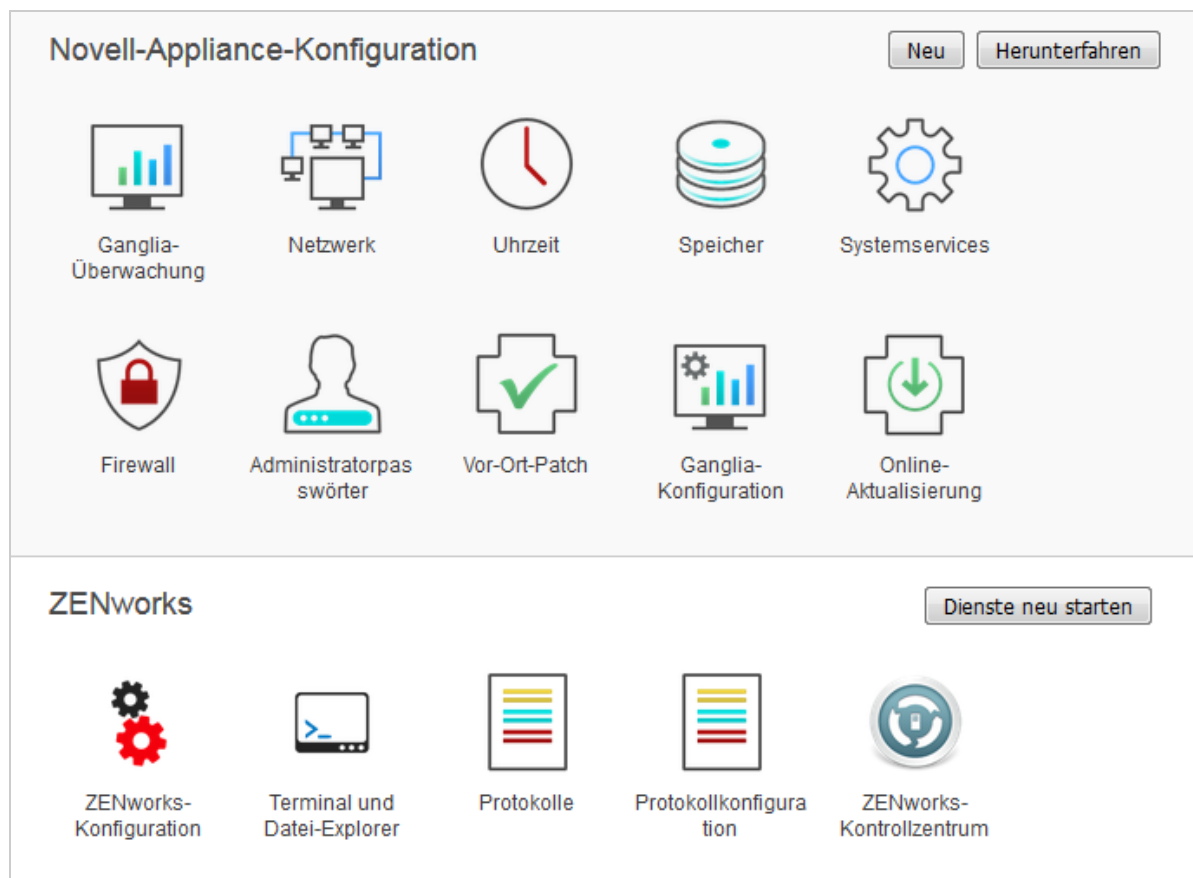 Novell-Appliance-Konfiguration
Neu
Herunterfahren
Ganglia-
Überwachung
Netzwerk
Uhrzeit
Speicher
Systemservices
Firewall
Administratorpas
swörter
Vor-Ort-Patch
Ganglia-
Konfiguration
Online-
Aktualisierung
ZENworks
Dienste neu starten
ZENworks-
Konfiguration
Terminal und
Datei-Explorer
Protokolle
Protokollkonfigura
tion
ZENworks-
Kontrollzentrum